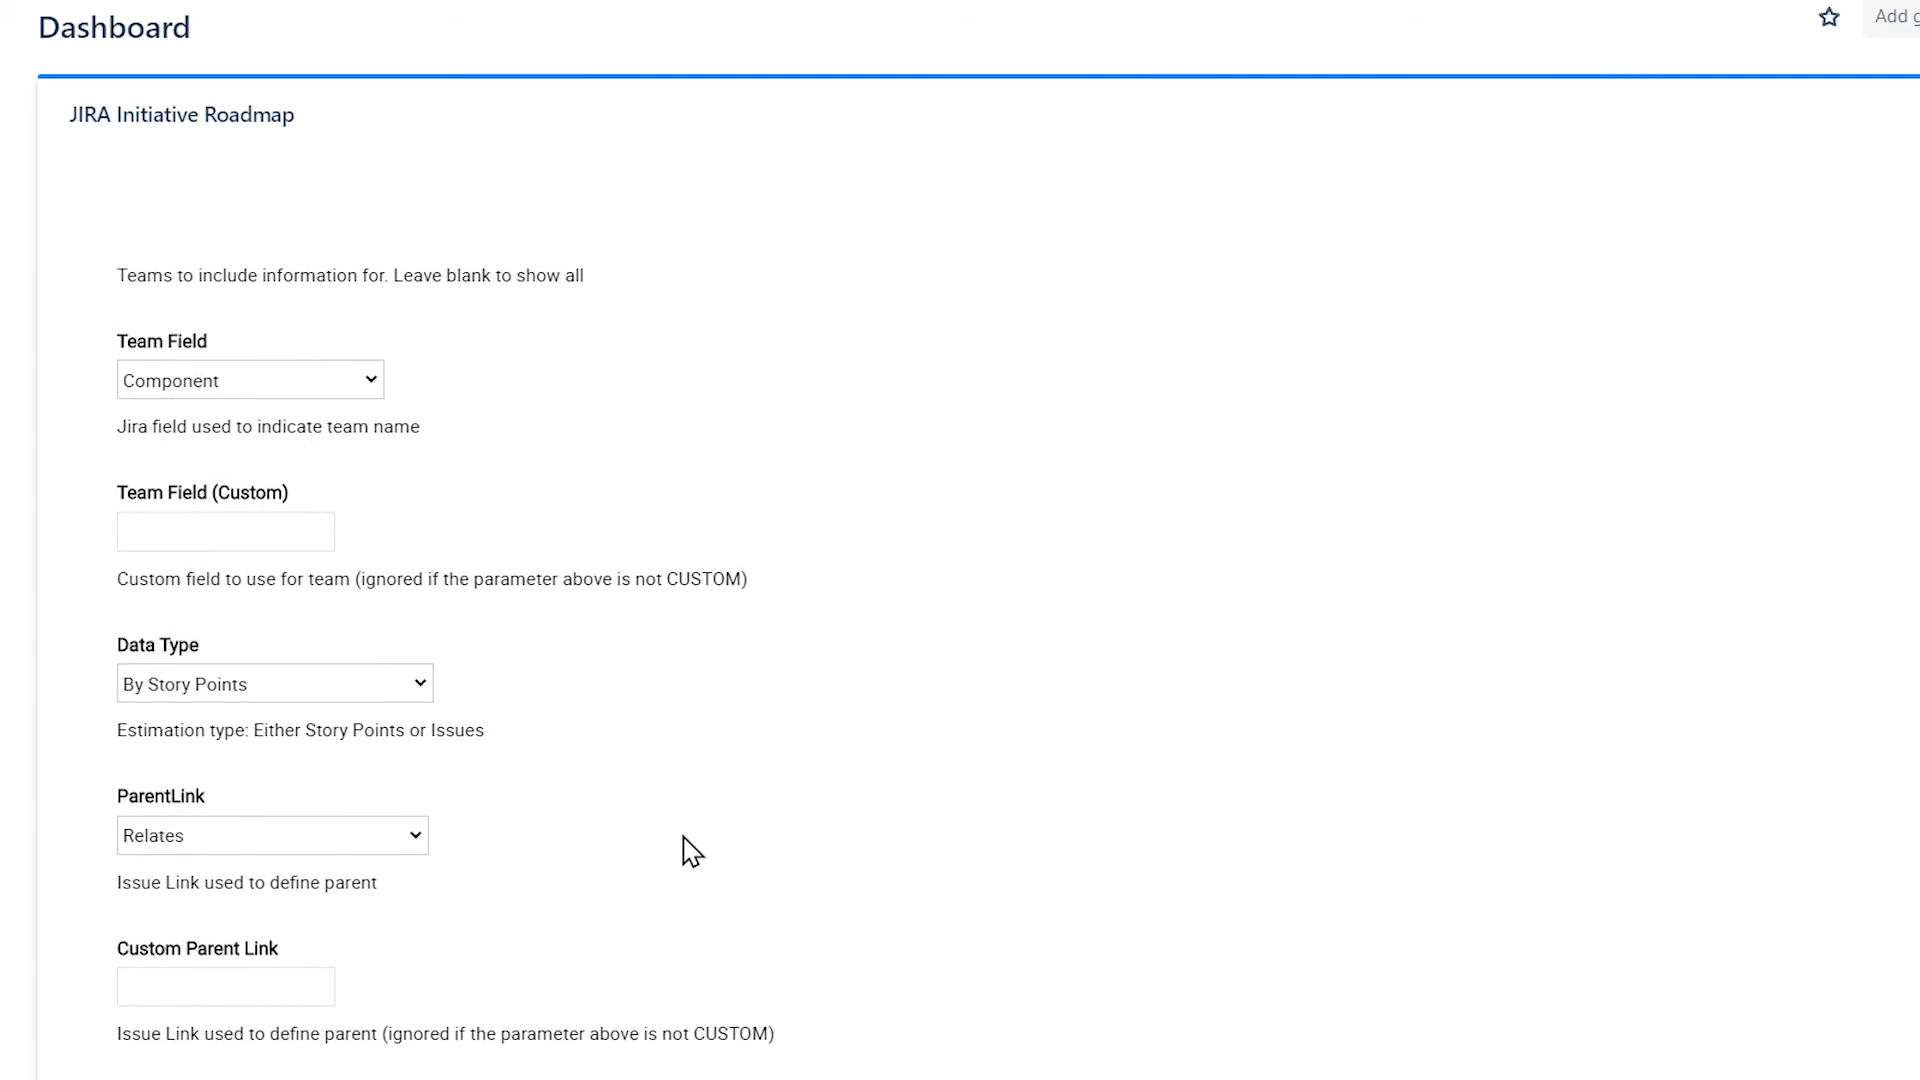 Dashboard
Add
JIRA Initiative Roadmap
Teams to include information for. Leave blank to show all
Team Field
Component
Jira field used to indicate team name
Team Field (Custom)
Custom field to use for team (ignored if the parameter above is not CUSTOM)
Data Type
By Story Points
Estimation type: Either Story Points or Issues
ParentLink
Relates
Issue Link used to define parent
Custom Parent Link
Issue Link used to define parent (ignored if the parameter above is not CUSTOM)